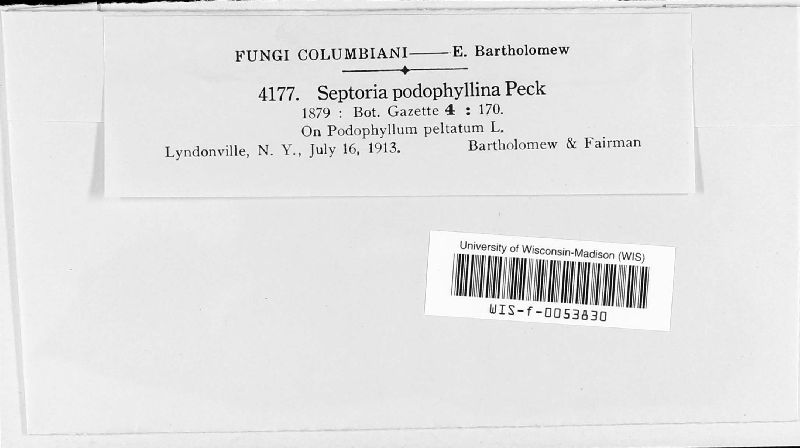 FUNGI COLUMBIANI—— E. Bartholomew
4177. Septoria podophyllina Peck
1879 : Bot. Gazette 4 : 170.
On Podophyllum peltatum L.
Lyndonville, N. Y., July 16, 1913. Bartholomew & Fairman
University of Wisconsin-Madison (WIS)
WIS-f-0053830